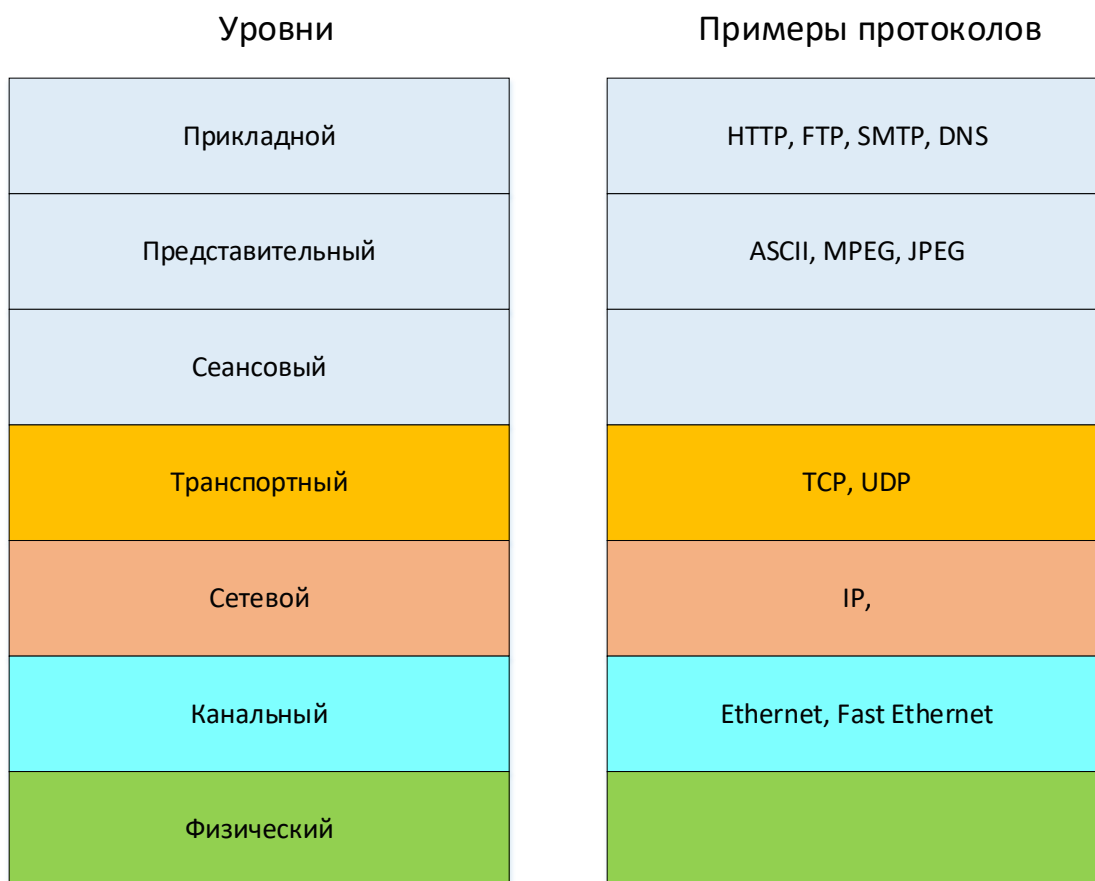 Уровни
Примеры протоколов
Прикладной
HTTP, FTP, SMTP, DNS
Представительный
ASCII, MPEG, JPEG
Сеансовый
Транспортный
TCP, UDP
Сетевой
IP,
Канальный
Ethernet, Fast Ethernet
Физический